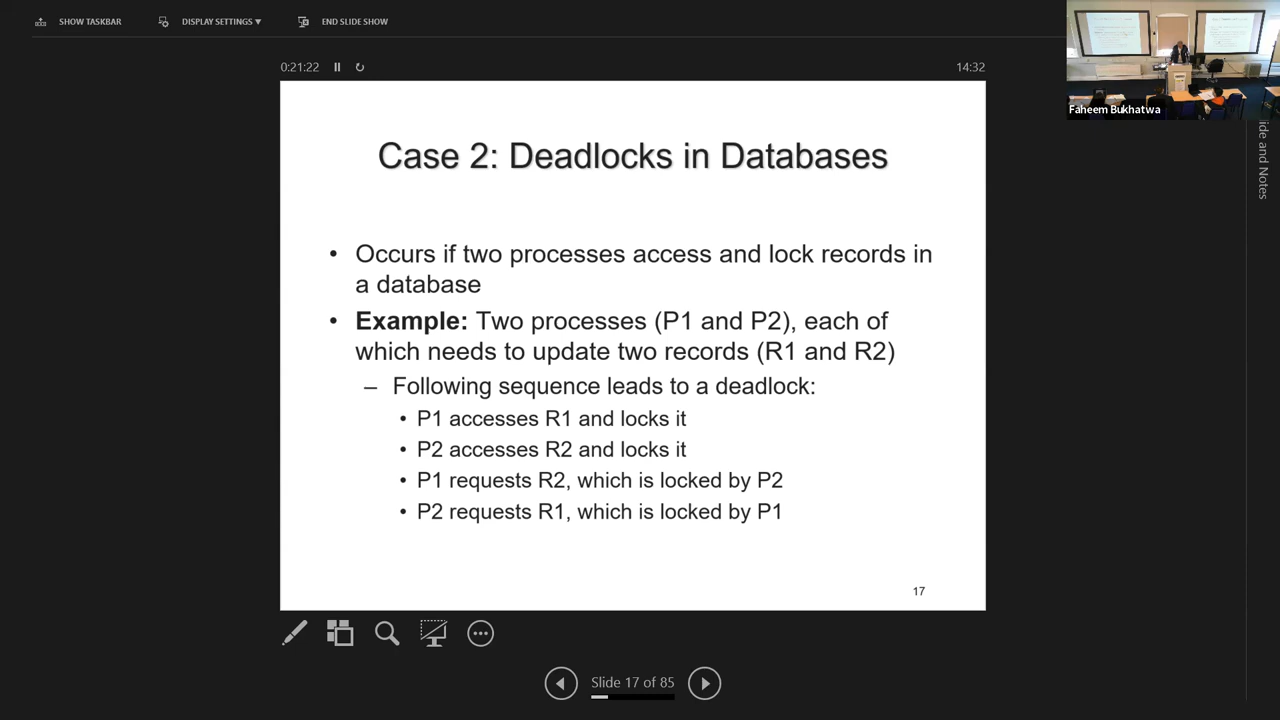 SHOW TASKBAR
DISPLAY SETTINGS ▼
END SLIDE SHOW
0:21:22
14:32
Faheem Bukhatwa
ide and Notes
Case 2: Deadlocks in Databases
• Occurs if two processes access and lock records in
a database
• Example: Two processes (P1 and P2), each of
which needs to update two records (R1 and R2)
– Following sequence leads to a deadlock:
• P1 accesses R1 and locks it
• P2 accesses R2 and locks it
• P1 requests R2, which is locked by P2
• P2 requests R1, which is locked by P1
17
Slide 17 of 85